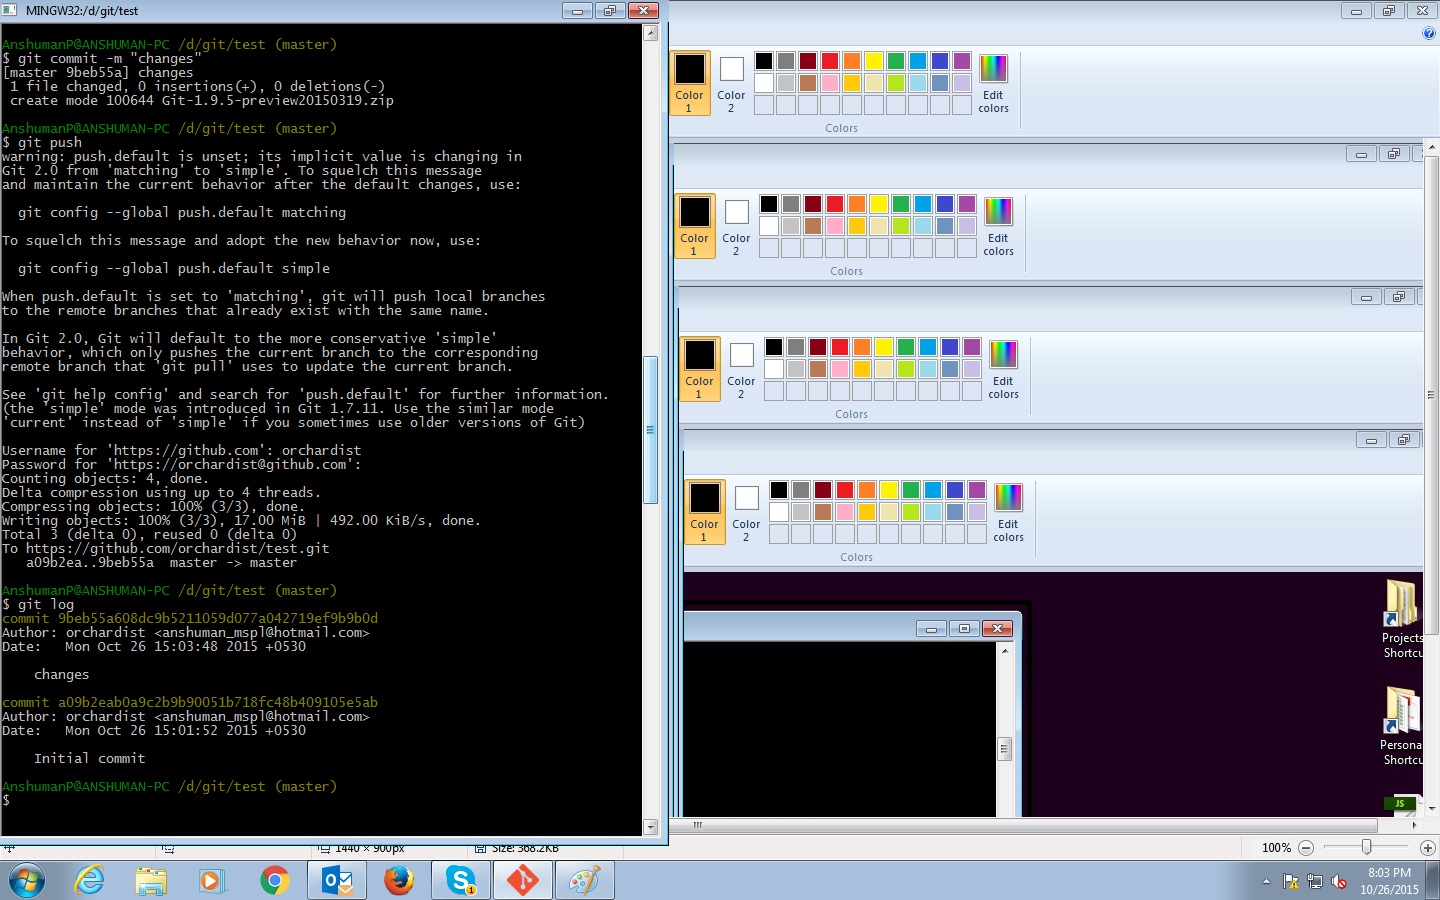 MINGW32:/d/git/test
AnshumanP@ANSHUMAN-PC /d/git/test (master)
$ git commit -m "changes"
[master 9beb55a] changes
1 file changed, 0 insertions(+), 0 deletions(-)
create mode 100644 Git-1.9.5-preview20150319.zip
AnshumanP@ANSHUMAN-PC /d/git/test (master)
$ git push
warning: push.default is unset; its implicit value is changing in
Git 2.0 from 'matching' to 'simple'. To squelch this message
and maintain the current behavior after the default changes, use:
git config --global push.default matching
To squelch this message and adopt the new behavior now, use:
git config --global push.default simple
When push.default is set to 'matching', git will push local branches
to the remote branches that already exist with the same name.
In Git 2.0, Git will default to the more conservative 'simple'
behavior, which only pushes the current branch to the corresponding
remote branch that 'git pull' uses to update the current branch.
See 'git help config' and search for 'push.default' for further information.
(the 'simple' mode was introduced in Git 1.7.11. Use the similar mode
'current' instead of 'simple' if you sometimes use older versions of Git)
Username for 'https://github.com': orchardist
Password for 'https://orchardist@github.com':
Counting objects: 4, done.
Delta compression using up to 4 threads.
Compressing objects: 100% (3/3), done.
Writing objects: 100% (3/3), 17.00 MiB | 492.00 KiB/s, done.
Total 3 (delta 0), reused 0 (delta 0)
To https://github.com/orchardist/test.git
a09b2ea..9beb55a  master -> master
AnshumanP@ANSHUMAN-PC /d/git/test (master)
$ git log
commit 9beb55a608dc9b5211059d077a042719ef9b9b0d
Author: orchardist <anshuman_mspl@hotmail.com>
Date:   Mon Oct 26 15:03:48 2015 +0530
changes
commit a09b2eab0a9c2b9b90051b718fc48b409105e5ab
Author: orchardist <anshuman_mspl@hotmail.com>
Date:   Mon Oct 26 15:01:52 2015 +0530
Initial commit
AnshumanP@ANSHUMAN-PC /d/git/test (master)
$
Color 1
Color 2
Edit colors
Colors
Color 1
Color 2
Edit colors
Colors
Color 1
Color 2
Edit colors
Colors
Color 1
Color 2
Edit colors
Colors
Projects
Shortcu
Persona
Shortcu
JS
1440 × 900px
Size: 368.2KB
100%
8:03 PM
10/26/2015